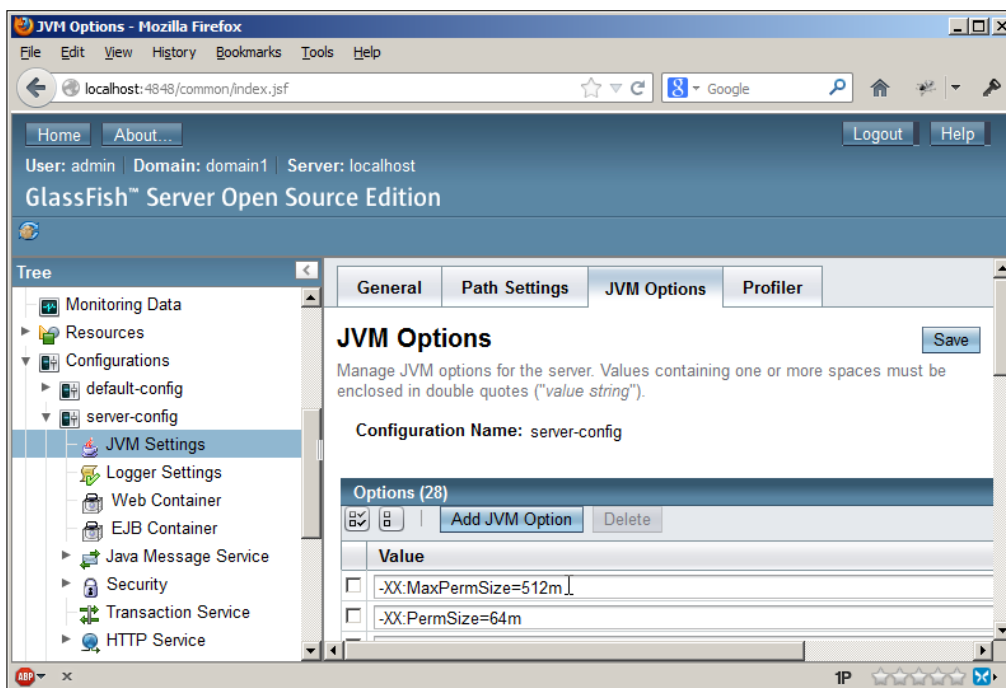 JVM Options - Mozilla Firefox
File Edit View History Bookmarks Tools Help
localhost:4848/common/index.jsf
8 Google
Home About... Logout Help
User: admin Domain: domain1 Server: localhost
GlassFish™ Server Open Source Edition
Tree
Monitoring Data
Resources
Configurations
default-config
server-config
JVM Settings
Logger Settings
Web Container
EJB Container
Java Message Service
Security
Transaction Service
HTTP Service
General Path Settings JVM Options Profiler
JVM Options
Save
Manage JVM options for the server. Values containing one or more spaces must be
enclosed in double quotes ("value string").
Configuration Name: server-config
Options (28)
Add JVM Option Delete
Value
-XX:MaxPermSize=512m
-XX:PermSize=64m
ABP
1P